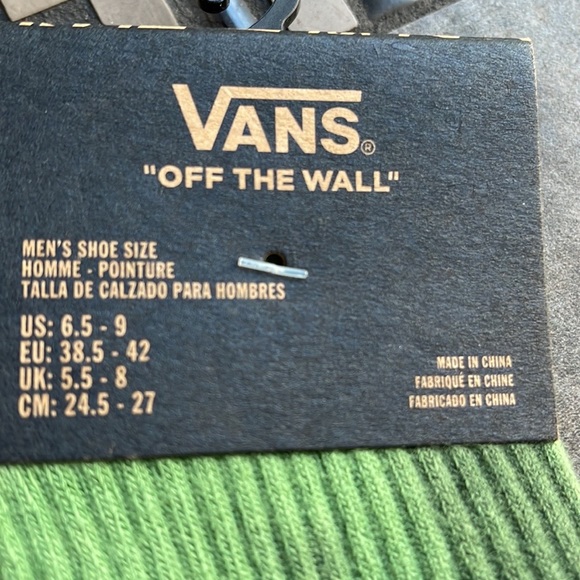 VANS®
"OFF THE WALL"
MEN'S SHOE SIZE
HOMME - POINTURE
TALLA DE CALZADO PARA HOMBRES
US: 6.5 - 9
EU: 38.5 - 42
UK: 5.5 - 8
CM: 24.5 - 27
MADE IN CHINA
FABRIQUÉ EN CHINE
FABRICADO EN CHINA